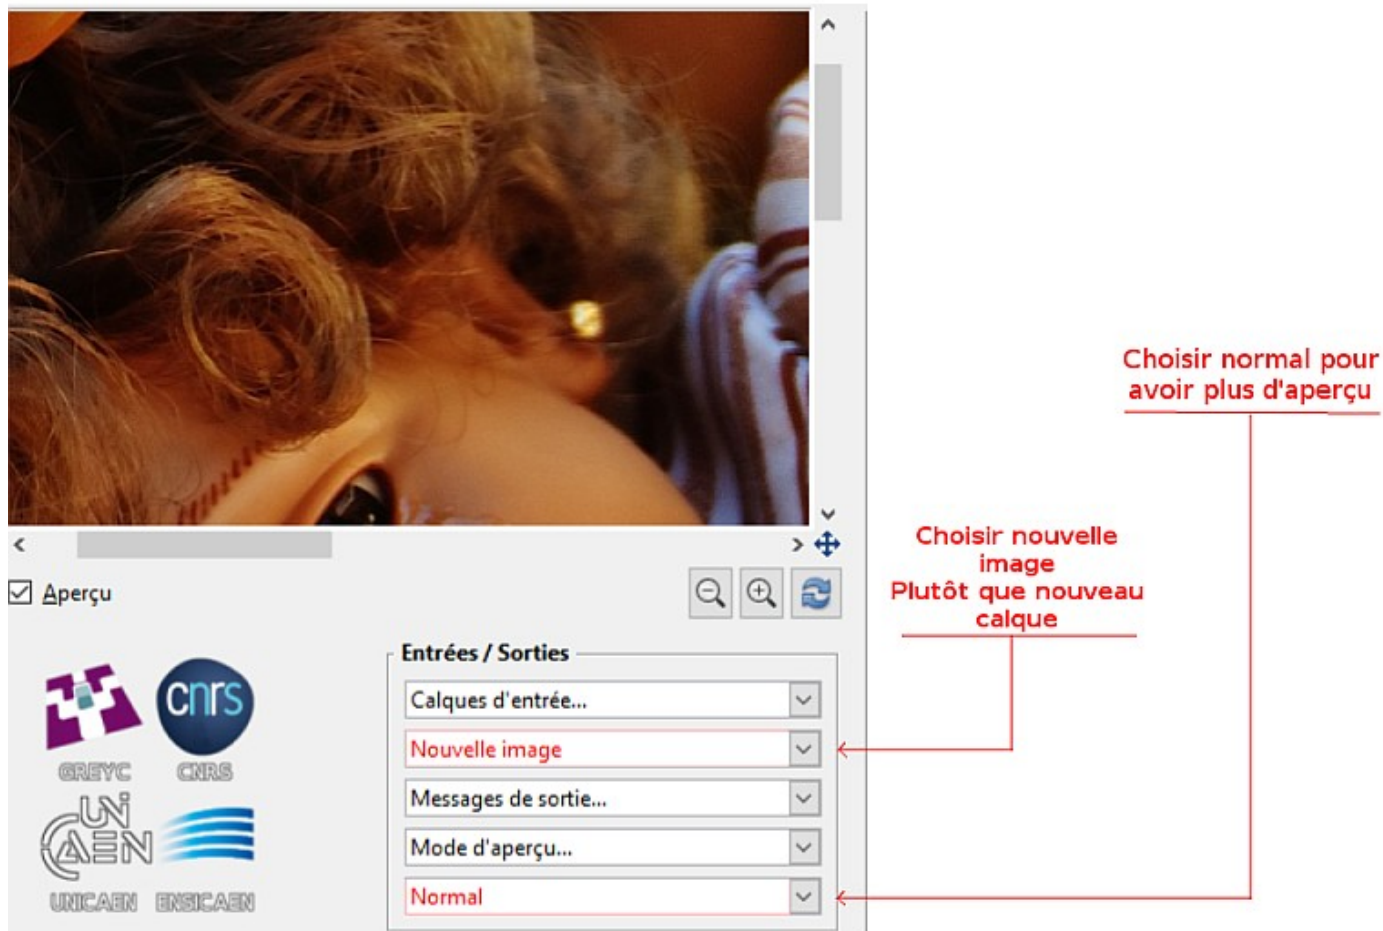 Choisir normal pour
avoir plus d'aperçu
Choisir nouvelle
image
Plutôt que nouveau
calque
Aperçu
Entrées / Sorties
Calques d'entrée...
Nouvelle image
Messages de sortie...
Mode d'aperçu...
Normal
cnrs
GREYC
CNRS
UNI
CAEN
UNICAEN
ENSICAEN